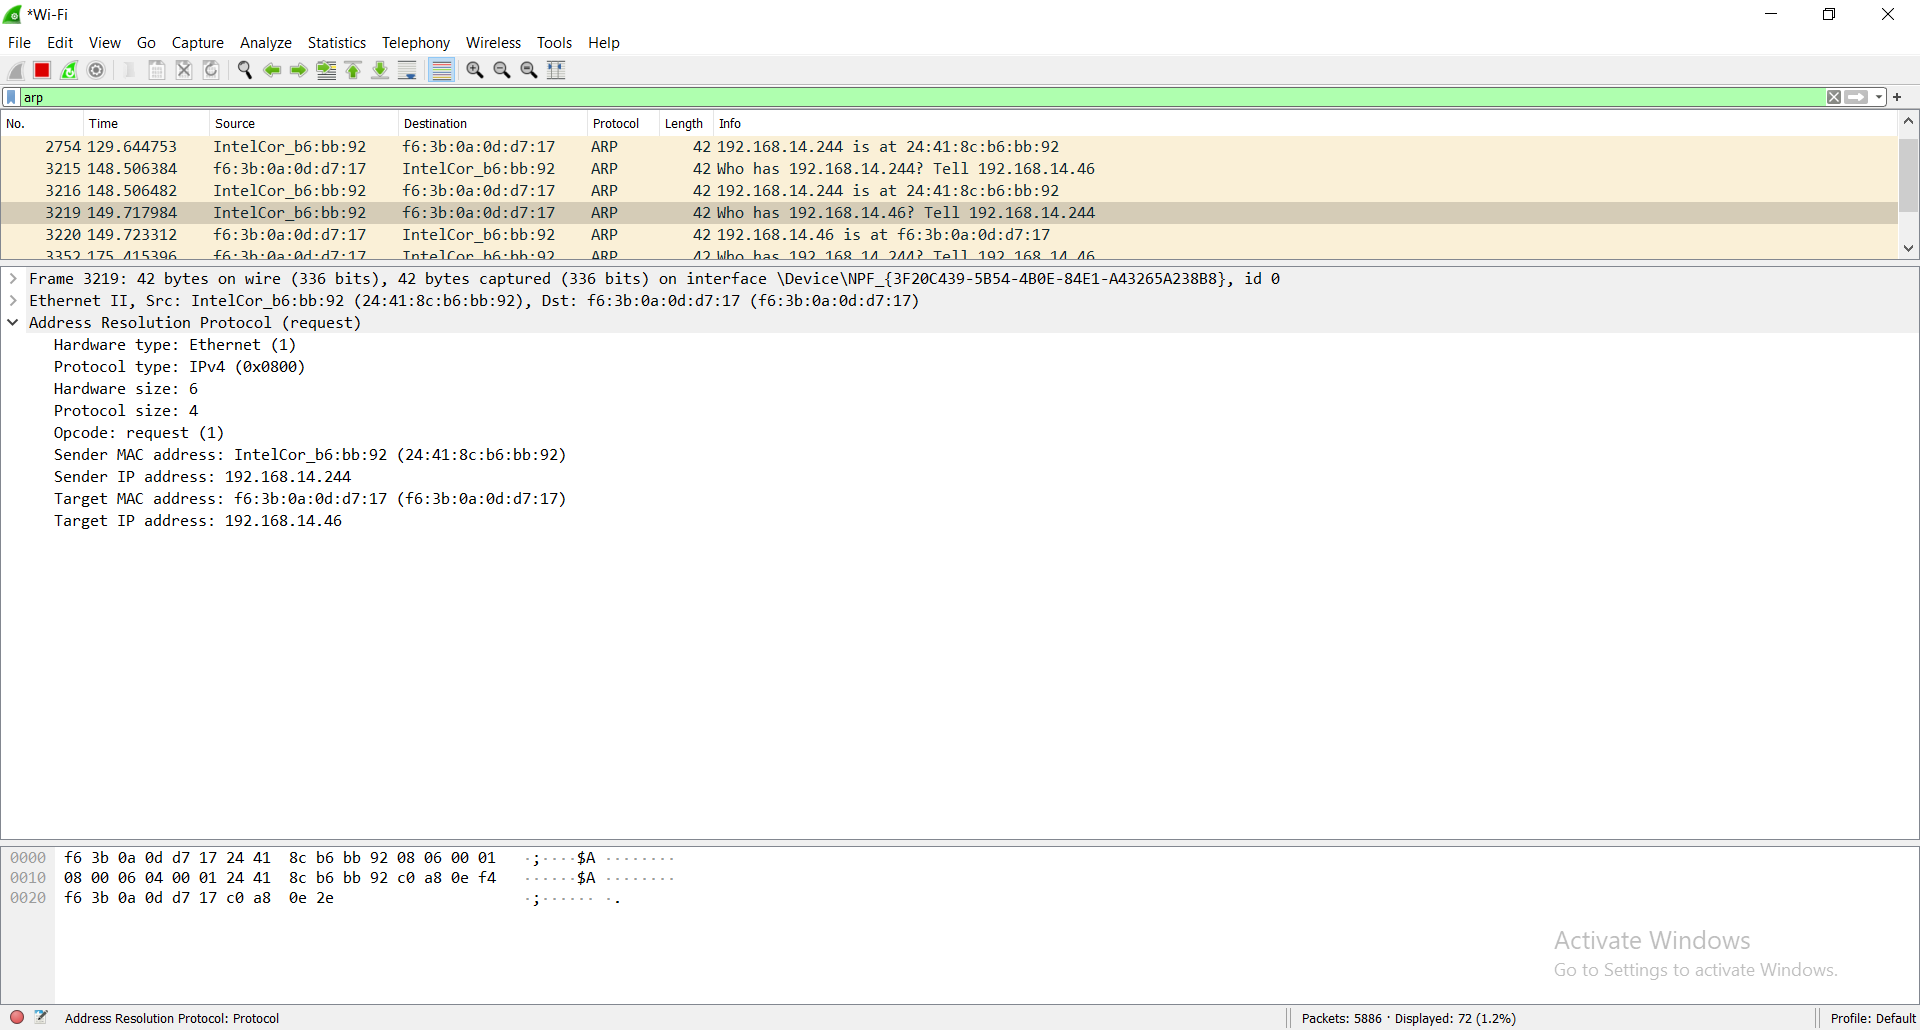 *Wi-Fi
File Edit View Go Capture Analyze Statistics Telephony Wireless Tools Help
arp
No. Time Source Destination Protocol Length Info
2754 129.644753 IntelCor_b6:bb:92 f6:3b:0a:0d:d7:17 ARP 42 192.168.14.244 is at 24:41:8c:b6:bb:92
3215 148.506384 f6:3b:0a:0d:d7:17 IntelCor_b6:bb:92 ARP 42 Who has 192.168.14.244? Tell 192.168.14.46
3216 148.506482 IntelCor_b6:bb:92 f6:3b:0a:0d:d7:17 ARP 42 192.168.14.244 is at 24:41:8c:b6:bb:92
3219 149.717984 IntelCor_b6:bb:92 f6:3b:0a:0d:d7:17 ARP 42 Who has 192.168.14.46? Tell 192.168.14.244
3220 149.723312 f6:3b:0a:0d:d7:17 IntelCor_b6:bb:92 ARP 42 192.168.14.46 is at f6:3b:0a:0d:d7:17
3352 175.415396 f6:3b:0a:0d:d7:17 IntelCor_b6:bb:92 ARP 42 Who has 192.168.14.244? Tell 192.168.14.46
Frame 3219: 42 bytes on wire (336 bits), 42 bytes captured (336 bits) on interface \Device\NPF_{3F20C439-5B54-4B0E-84E1-A43265A238B8}, id 0
Ethernet II, Src: IntelCor_b6:bb:92 (24:41:8c:b6:bb:92), Dst: f6:3b:0a:0d:d7:17 (f6:3b:0a:0d:d7:17)
Address Resolution Protocol (request)
Hardware type: Ethernet (1)
Protocol type: IPv4 (0x0800)
Hardware size: 6
Protocol size: 4
Opcode: request (1)
Sender MAC address: IntelCor_b6:bb:92 (24:41:8c:b6:bb:92)
Sender IP address: 192.168.14.244
Target MAC address: f6:3b:0a:0d:d7:17 (f6:3b:0a:0d:d7:17)
Target IP address: 192.168.14.46
0000 f6 3b 0a 0d d7 17 24 41 8c b6 bb 92 08 06 00 01 ·;····$A ········
0010 08 00 06 04 00 01 24 41 8c b6 bb 92 c0 a8 0e f4 ······$A ········
0020 f6 3b 0a 0d d7 17 c0 a8 0e 2e ·;······ ·.
Activate Windows
Go to Settings to activate Windows.
Address Resolution Protocol: Protocol
Packets: 5886 · Displayed: 72 (1.2%)
Profile: Default